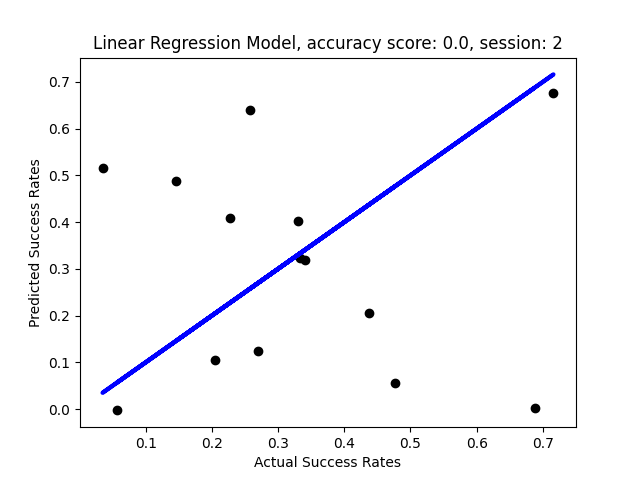 Linear Regression Model, accuracy score: 0.0, session: 2
0.7
0.6
0.5
0.4
0.3
0.2
0.1
0.0
Predicted Success Rates
0.1 0.2 0.3 0.4 0.5 0.6 0.7
Actual Success Rates